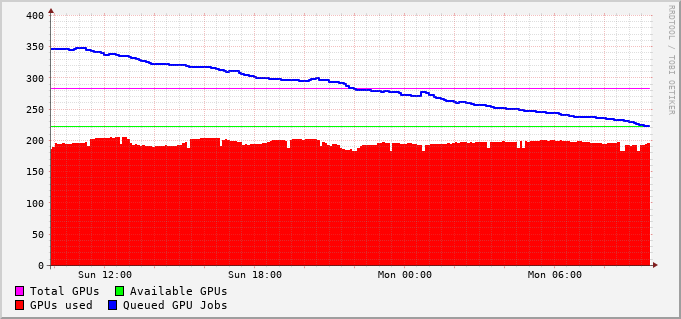 400
350
300
250
200
150
100
50
0
Sun 12:00 Sun 18:00 Mon 00:00 Mon 06:00
Total GPUs Available GPUs
GPUs used Queued GPU Jobs
RRDTOOL / TOBI OETIKER